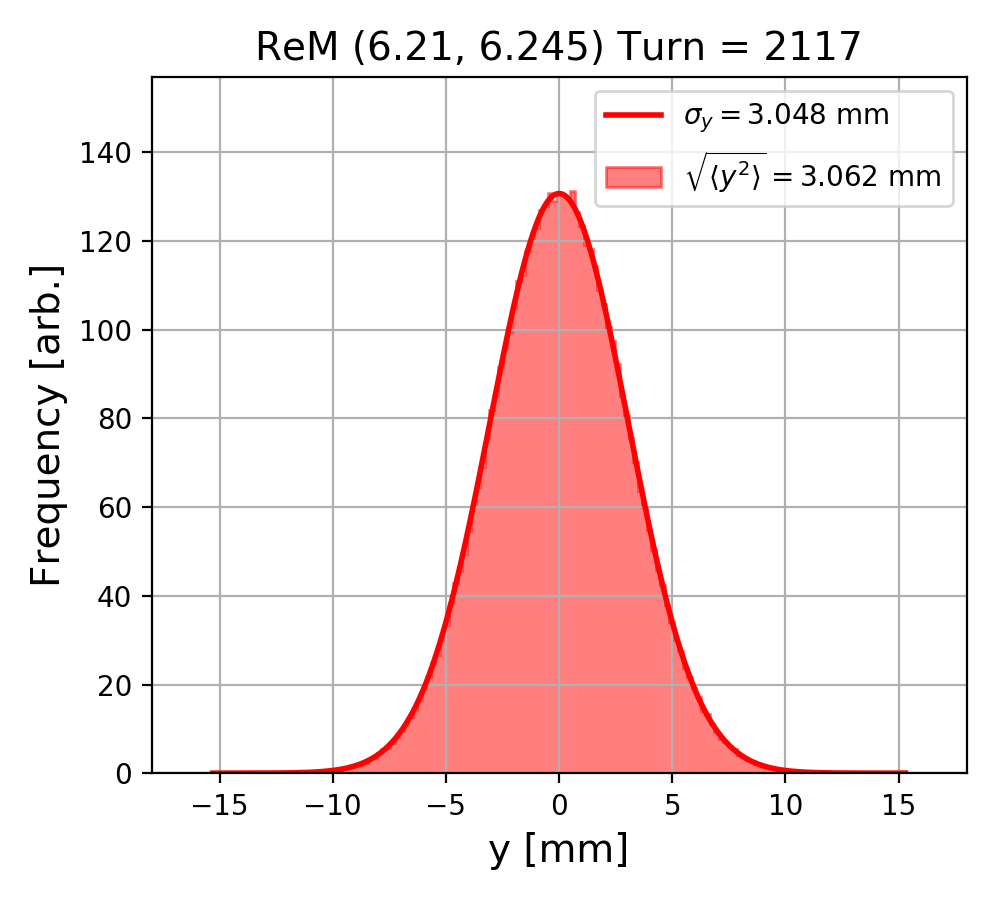 ReM (6.21, 6.245) Turn = 2117
σ_y = 3.048 mm
√⟨y²⟩ = 3.062 mm
Frequency [arb.]
140
120
100
80
60
40
20
0
−15 −10 −5 0 5 10 15
y [mm]